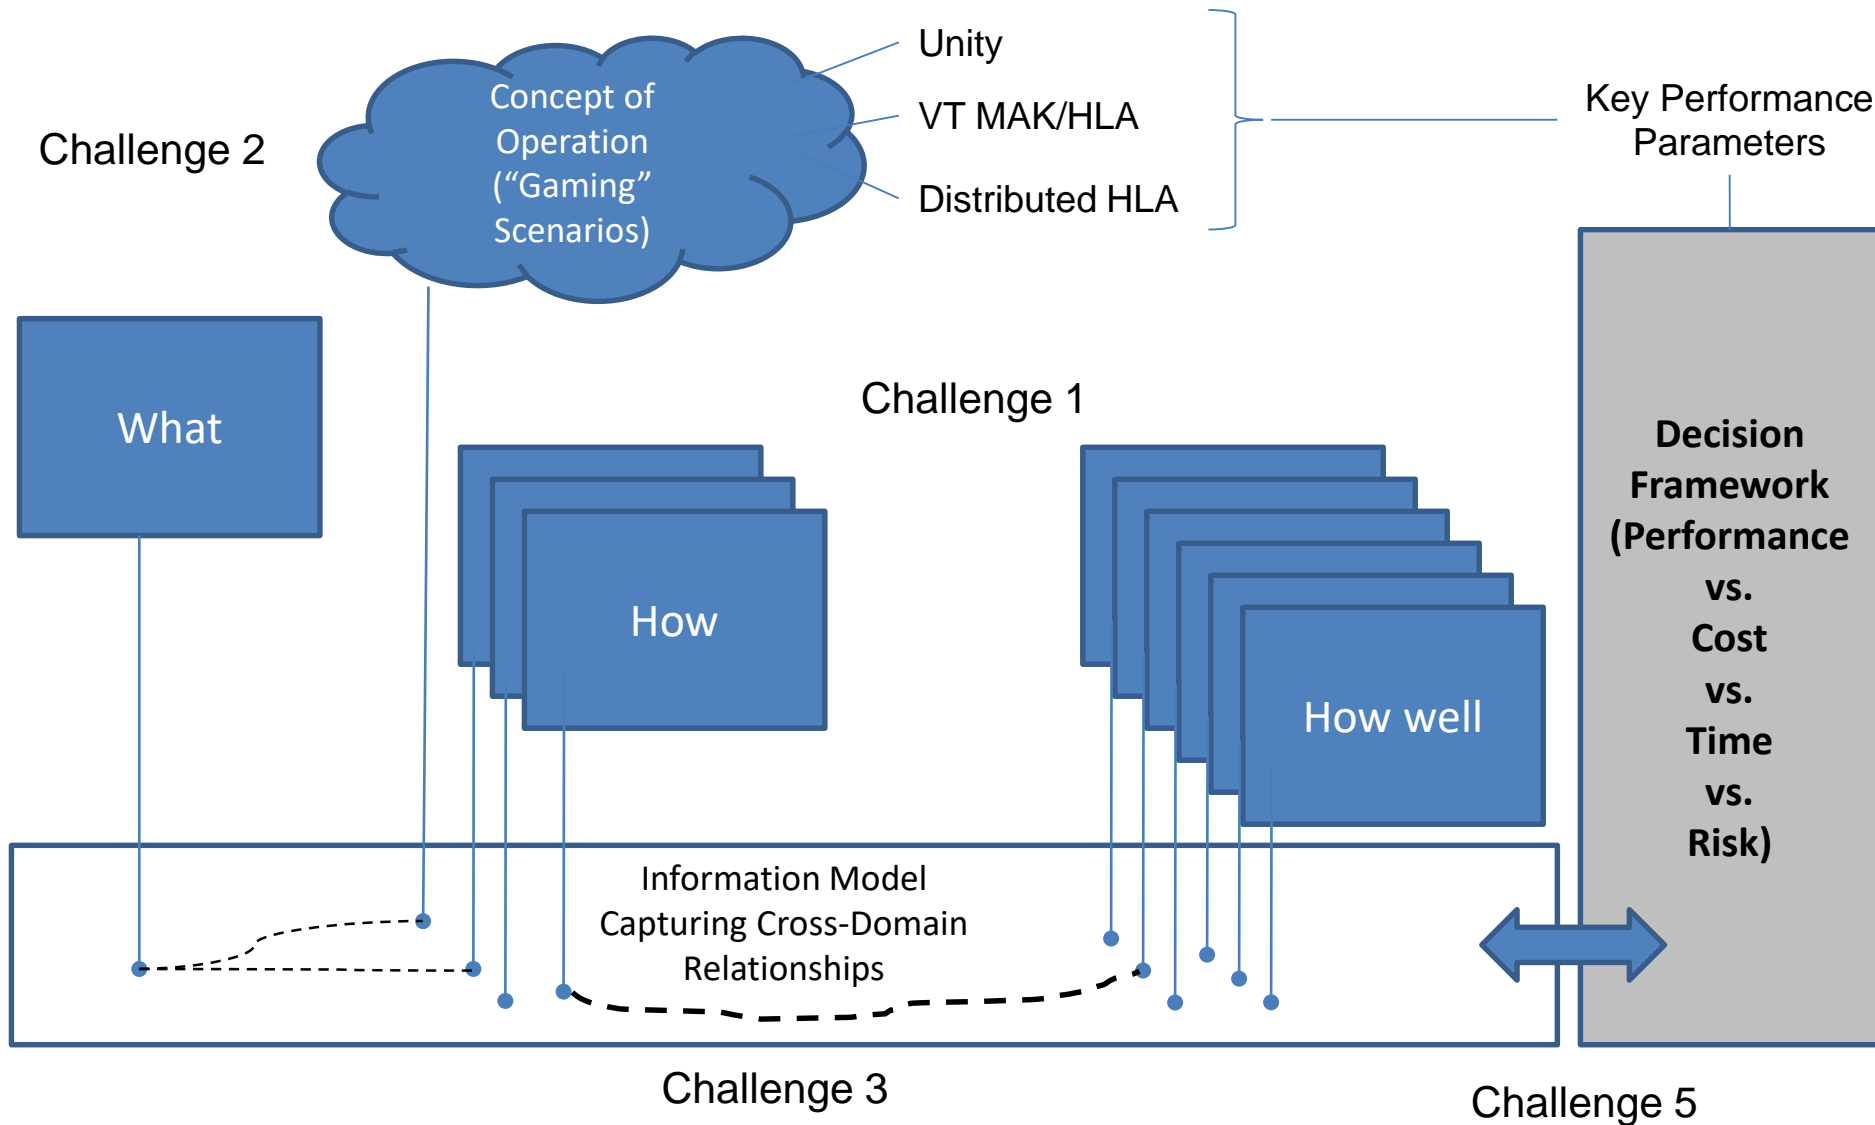 Challenge 2
Concept of
Operation
(“Gaming”
Scenarios)
Unity
VT MAK/HLA
Distributed HLA
Key Performance
Parameters
What
Challenge 1
How
How well
Decision
Framework
(Performance
vs.
Cost
vs.
Time
vs.
Risk)
Information Model
Capturing Cross-Domain
Relationships
Challenge 3
Challenge 5